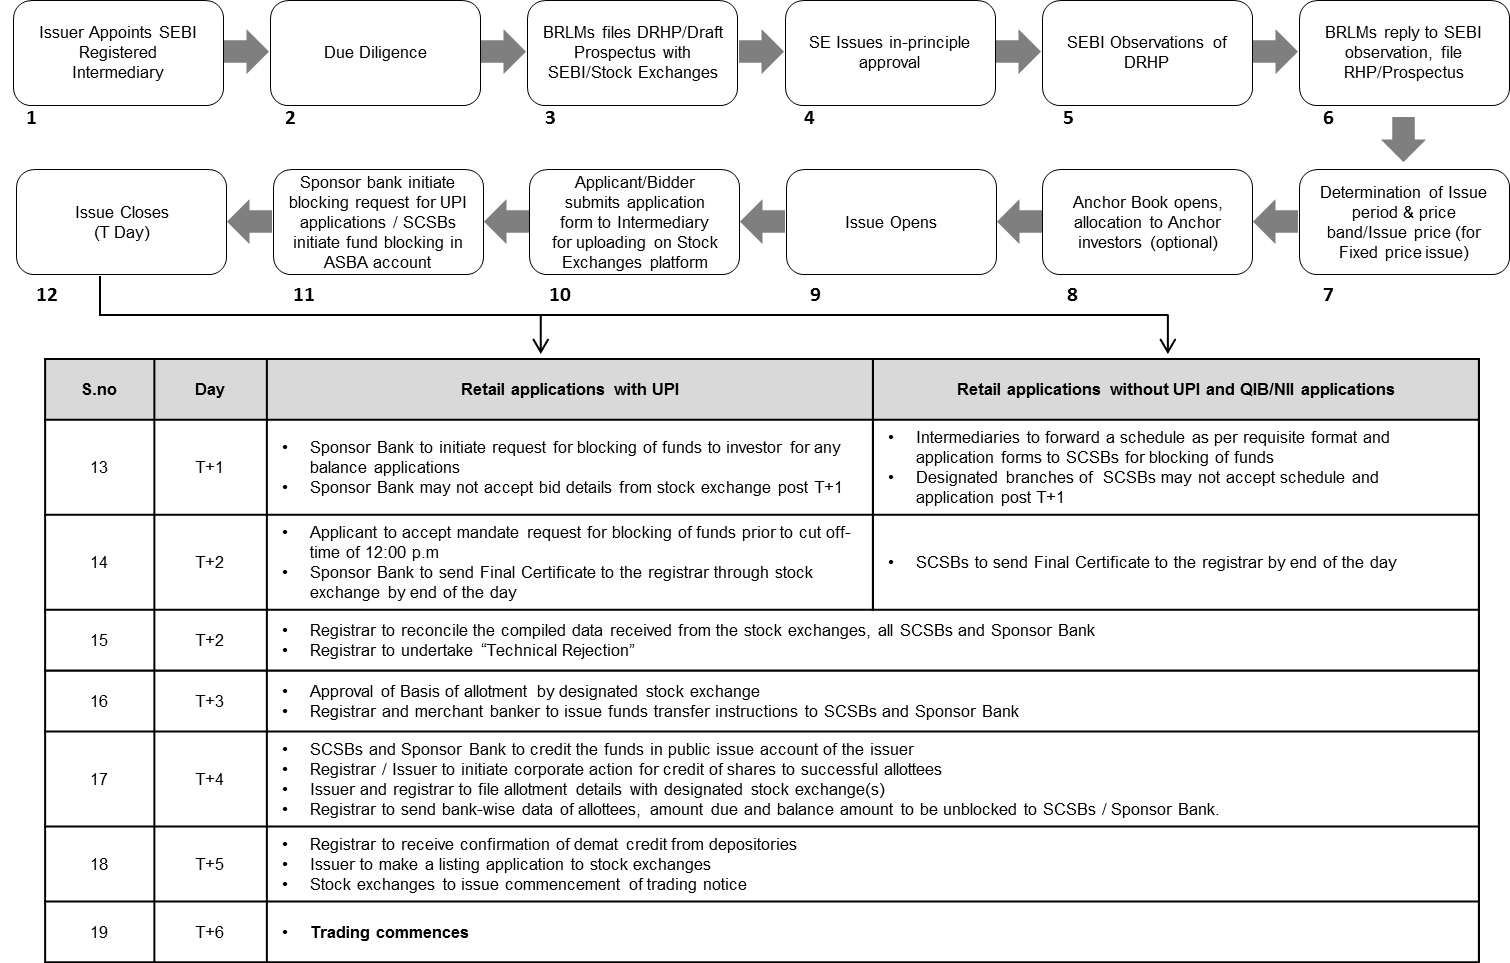 Issuer Appoints SEBI
Registered
Intermediary
1
Due Diligence
2
BRLMs files DRHP/Draft
Prospectus with
SEBI/Stock Exchanges
3
SE Issues in-principle
approval
4
SEBI Observations of
DRHP
5
BRLMs reply to SEBI
observation, file
RHP/Prospectus
6
Determination of Issue
period & price
band/Issue price (for
Fixed price issue)
7
Anchor Book opens,
allocation to Anchor
investors (optional)
8
Issue Opens
9
Applicant/Bidder
submits application
form to Intermediary
for uploading on Stock
Exchanges platform
10
Sponsor bank initiate
blocking request for UPI
applications / SCSBs
initiate fund blocking in
ASBA account
11
Issue Closes
(T Day)
12
S.no
Day
Retail applications with UPI
Retail applications without UPI and QIB/NII applications
13
T+1
• Sponsor Bank to initiate request for blocking of funds to investor for any
balance applications
• Sponsor Bank may not accept bid details from stock exchange post T+1
• Intermediaries to forward a schedule as per requisite format and
application forms to SCSBs for blocking of funds
• Designated branches of SCSBs may not accept schedule and
application post T+1
14
T+2
• Applicant to accept mandate request for blocking of funds prior to cut off-
time of 12:00 p.m
• Sponsor Bank to send Final Certificate to the registrar through stock
exchange by end of the day
• SCSBs to send Final Certificate to the registrar by end of the day
15
T+2
• Registrar to reconcile the compiled data received from the stock exchanges, all SCSBs and Sponsor Bank
• Registrar to undertake “Technical Rejection”
16
T+3
• Approval of Basis of allotment by designated stock exchange
• Registrar and merchant banker to issue funds transfer instructions to SCSBs and Sponsor Bank
17
T+4
• SCSBs and Sponsor Bank to credit the funds in public issue account of the issuer
• Registrar / Issuer to initiate corporate action for credit of shares to successful allottees
• Issuer and registrar to file allotment details with designated stock exchange(s)
• Registrar to send bank-wise data of allottees, amount due and balance amount to be unblocked to SCSBs / Sponsor Bank.
18
T+5
• Registrar to receive confirmation of demat credit from depositories
• Issuer to make a listing application to stock exchanges
• Stock exchanges to issue commencement of trading notice
19
T+6
• Trading commences